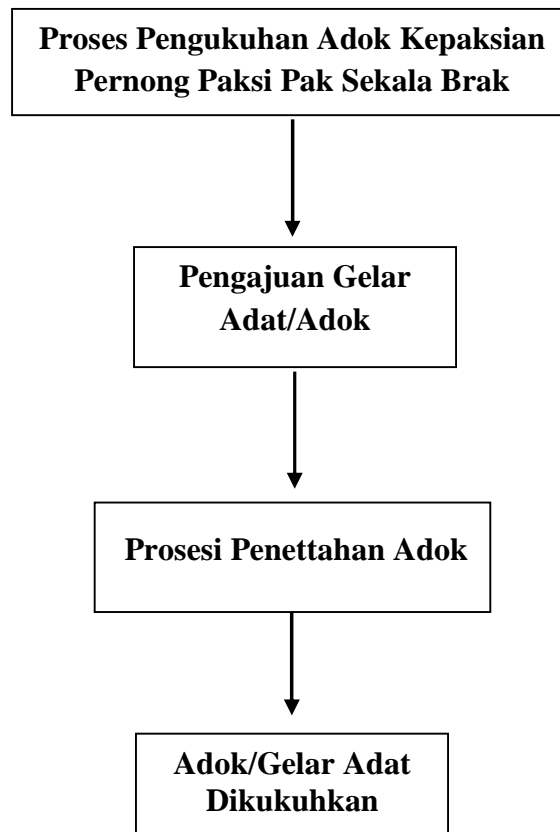 Proses Pengukuhan Adok Kepaksian
Pernong Paksi Pak Sekala Brak
Pengajuan Gelar
Adat/Adok
Prosesi Penettahan Adok
Adok/Gelar Adat
Dikukuhkan